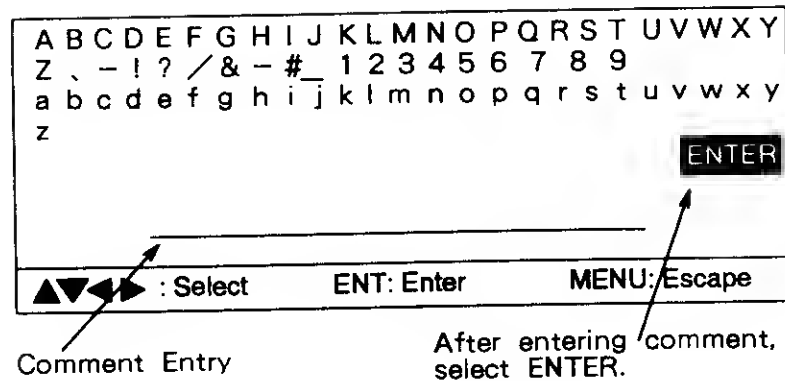 A B C D E F G H I J K L M N O P Q R S T U V W X Y
Z 、 - ! ? / & - # _ 1 2 3 4 5 6 7 8 9
a b c d e f g h i j k l m n o p q r s t u v w x y
z
ENTER
▲▼◀▶ : Select ENT: Enter MENU: Escape
Comment Entry
After entering comment,
select ENTER.